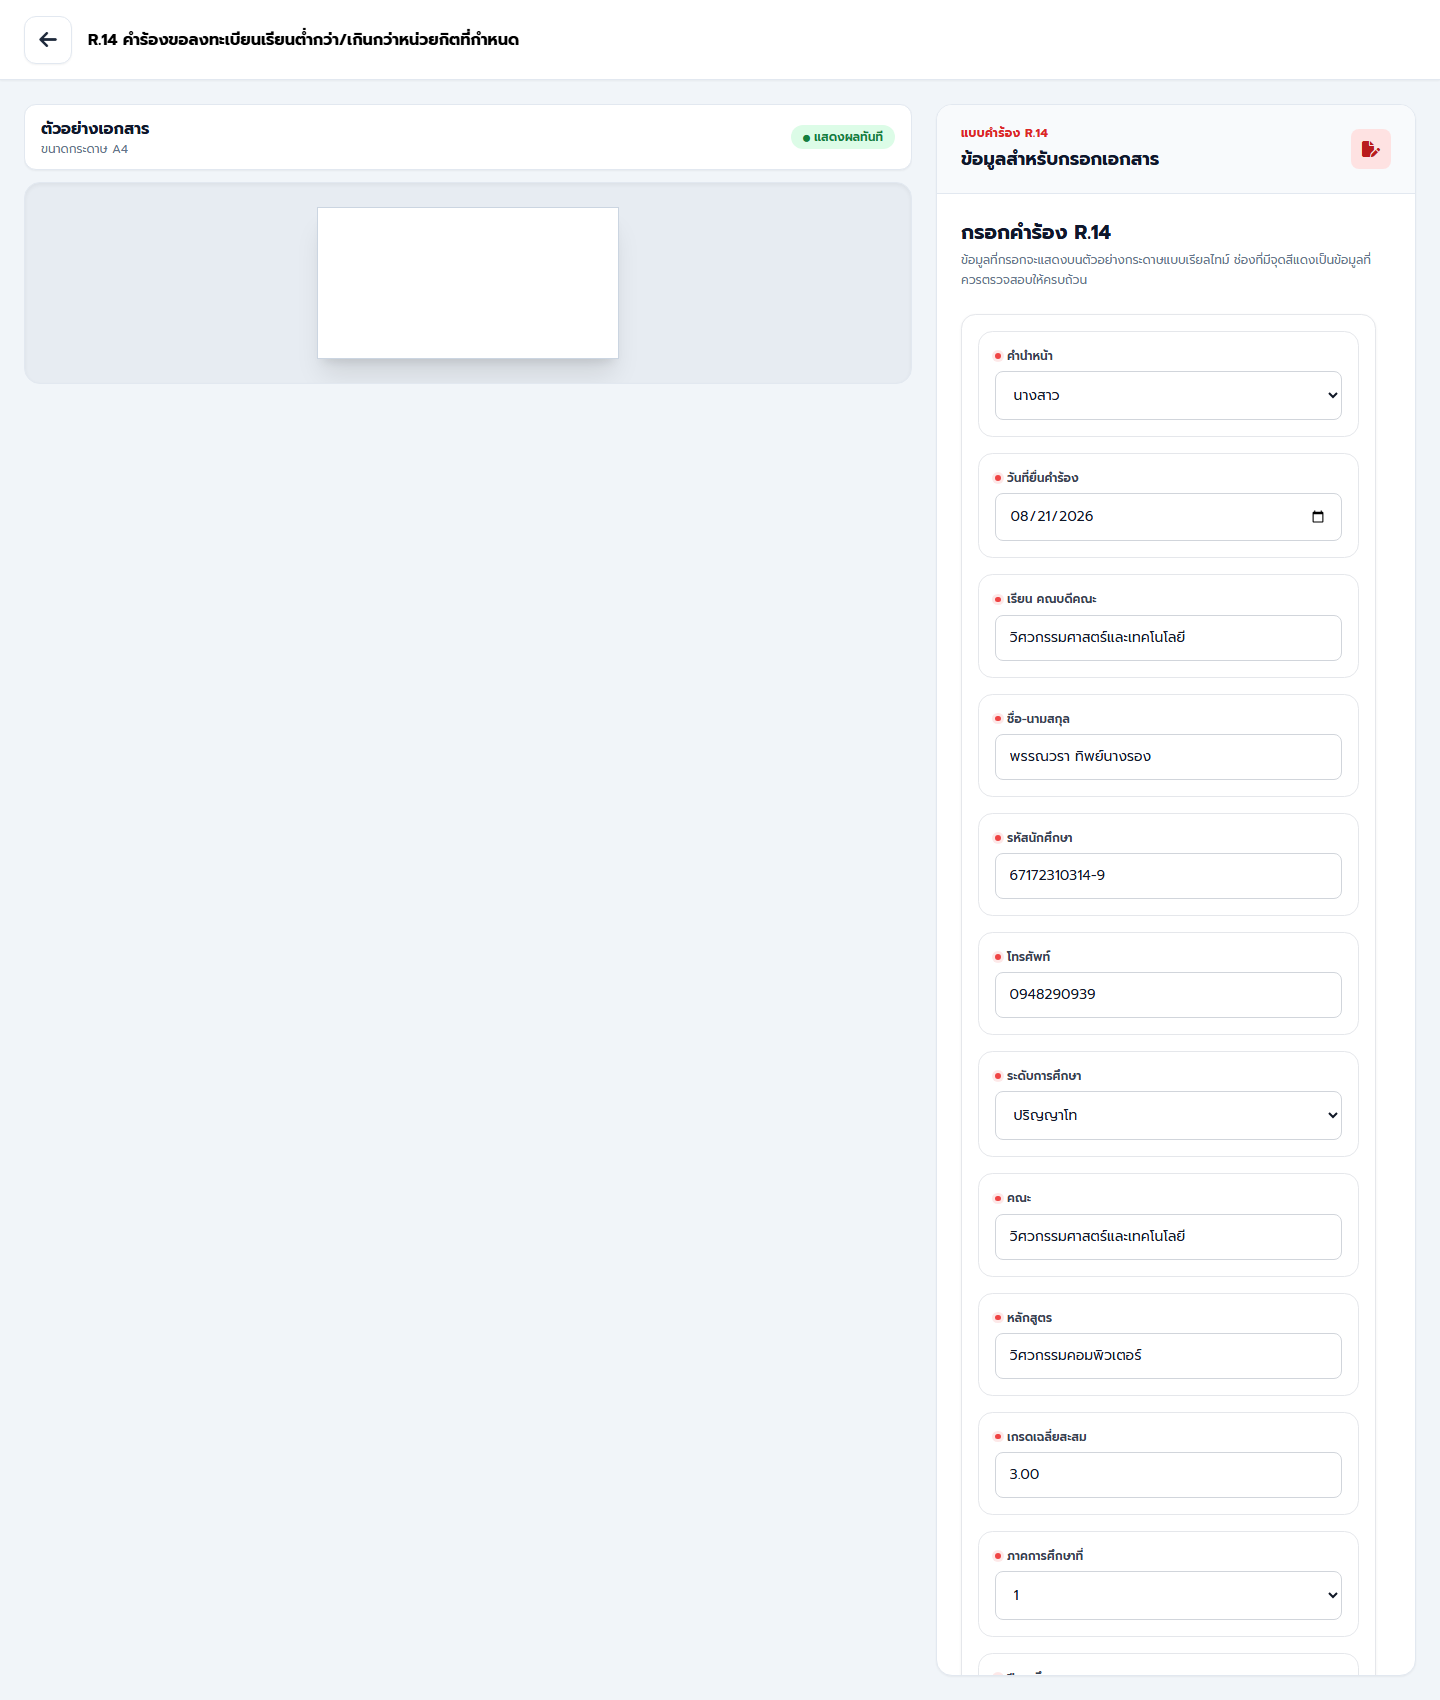 R.14 คำร้องขอลงทะเบียนเรียนต่ำกว่า/เกินกว่าหน่วยกิตที่กำหนด
ตัวอย่างเอกสาร
ขนาดกระดาษ A4
แสดงผลทันที
แบบคำร้อง R.14
ข้อมูลสำหรับกรอกเอกสาร
กรอกคำร้อง R.14
ข้อมูลที่กรอกจะแสดงบนตัวอย่างกระดาษแบบเรียลไทม์ ช่องที่มีจุดสีแดงเป็นข้อมูลที่
ควรตรวจสอบให้ครบถ้วน
คำนำหน้า
นางสาว
วันที่ยื่นคำร้อง
08/21/2026
เรียน คณบดีคณะ
วิศวกรรมศาสตร์และเทคโนโลยี
ชื่อ-นามสกุล
พรรณวรา ทิพย์นางรอง
รหัสนักศึกษา
67172310314-9
โทรศัพท์
0948290939
ระดับการศึกษา
ปริญญาโท
คณะ
วิศวกรรมศาสตร์และเทคโนโลยี
หลักสูตร
วิศวกรรมคอมพิวเตอร์
เกรดเฉลี่ยสะสม
3.00
ภาคการศึกษาที่
1